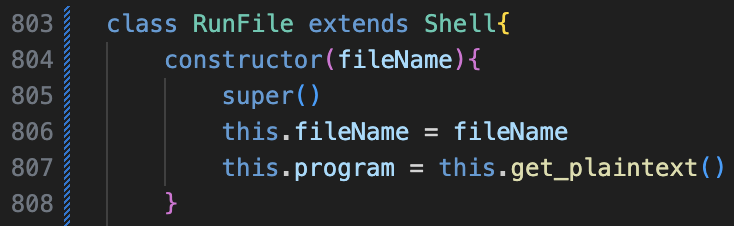 803 class RunFile extends Shell{
804 constructor(fileName){
805 super()
806 this.fileName = fileName
807 this.program = this.get_plaintext()
808 }